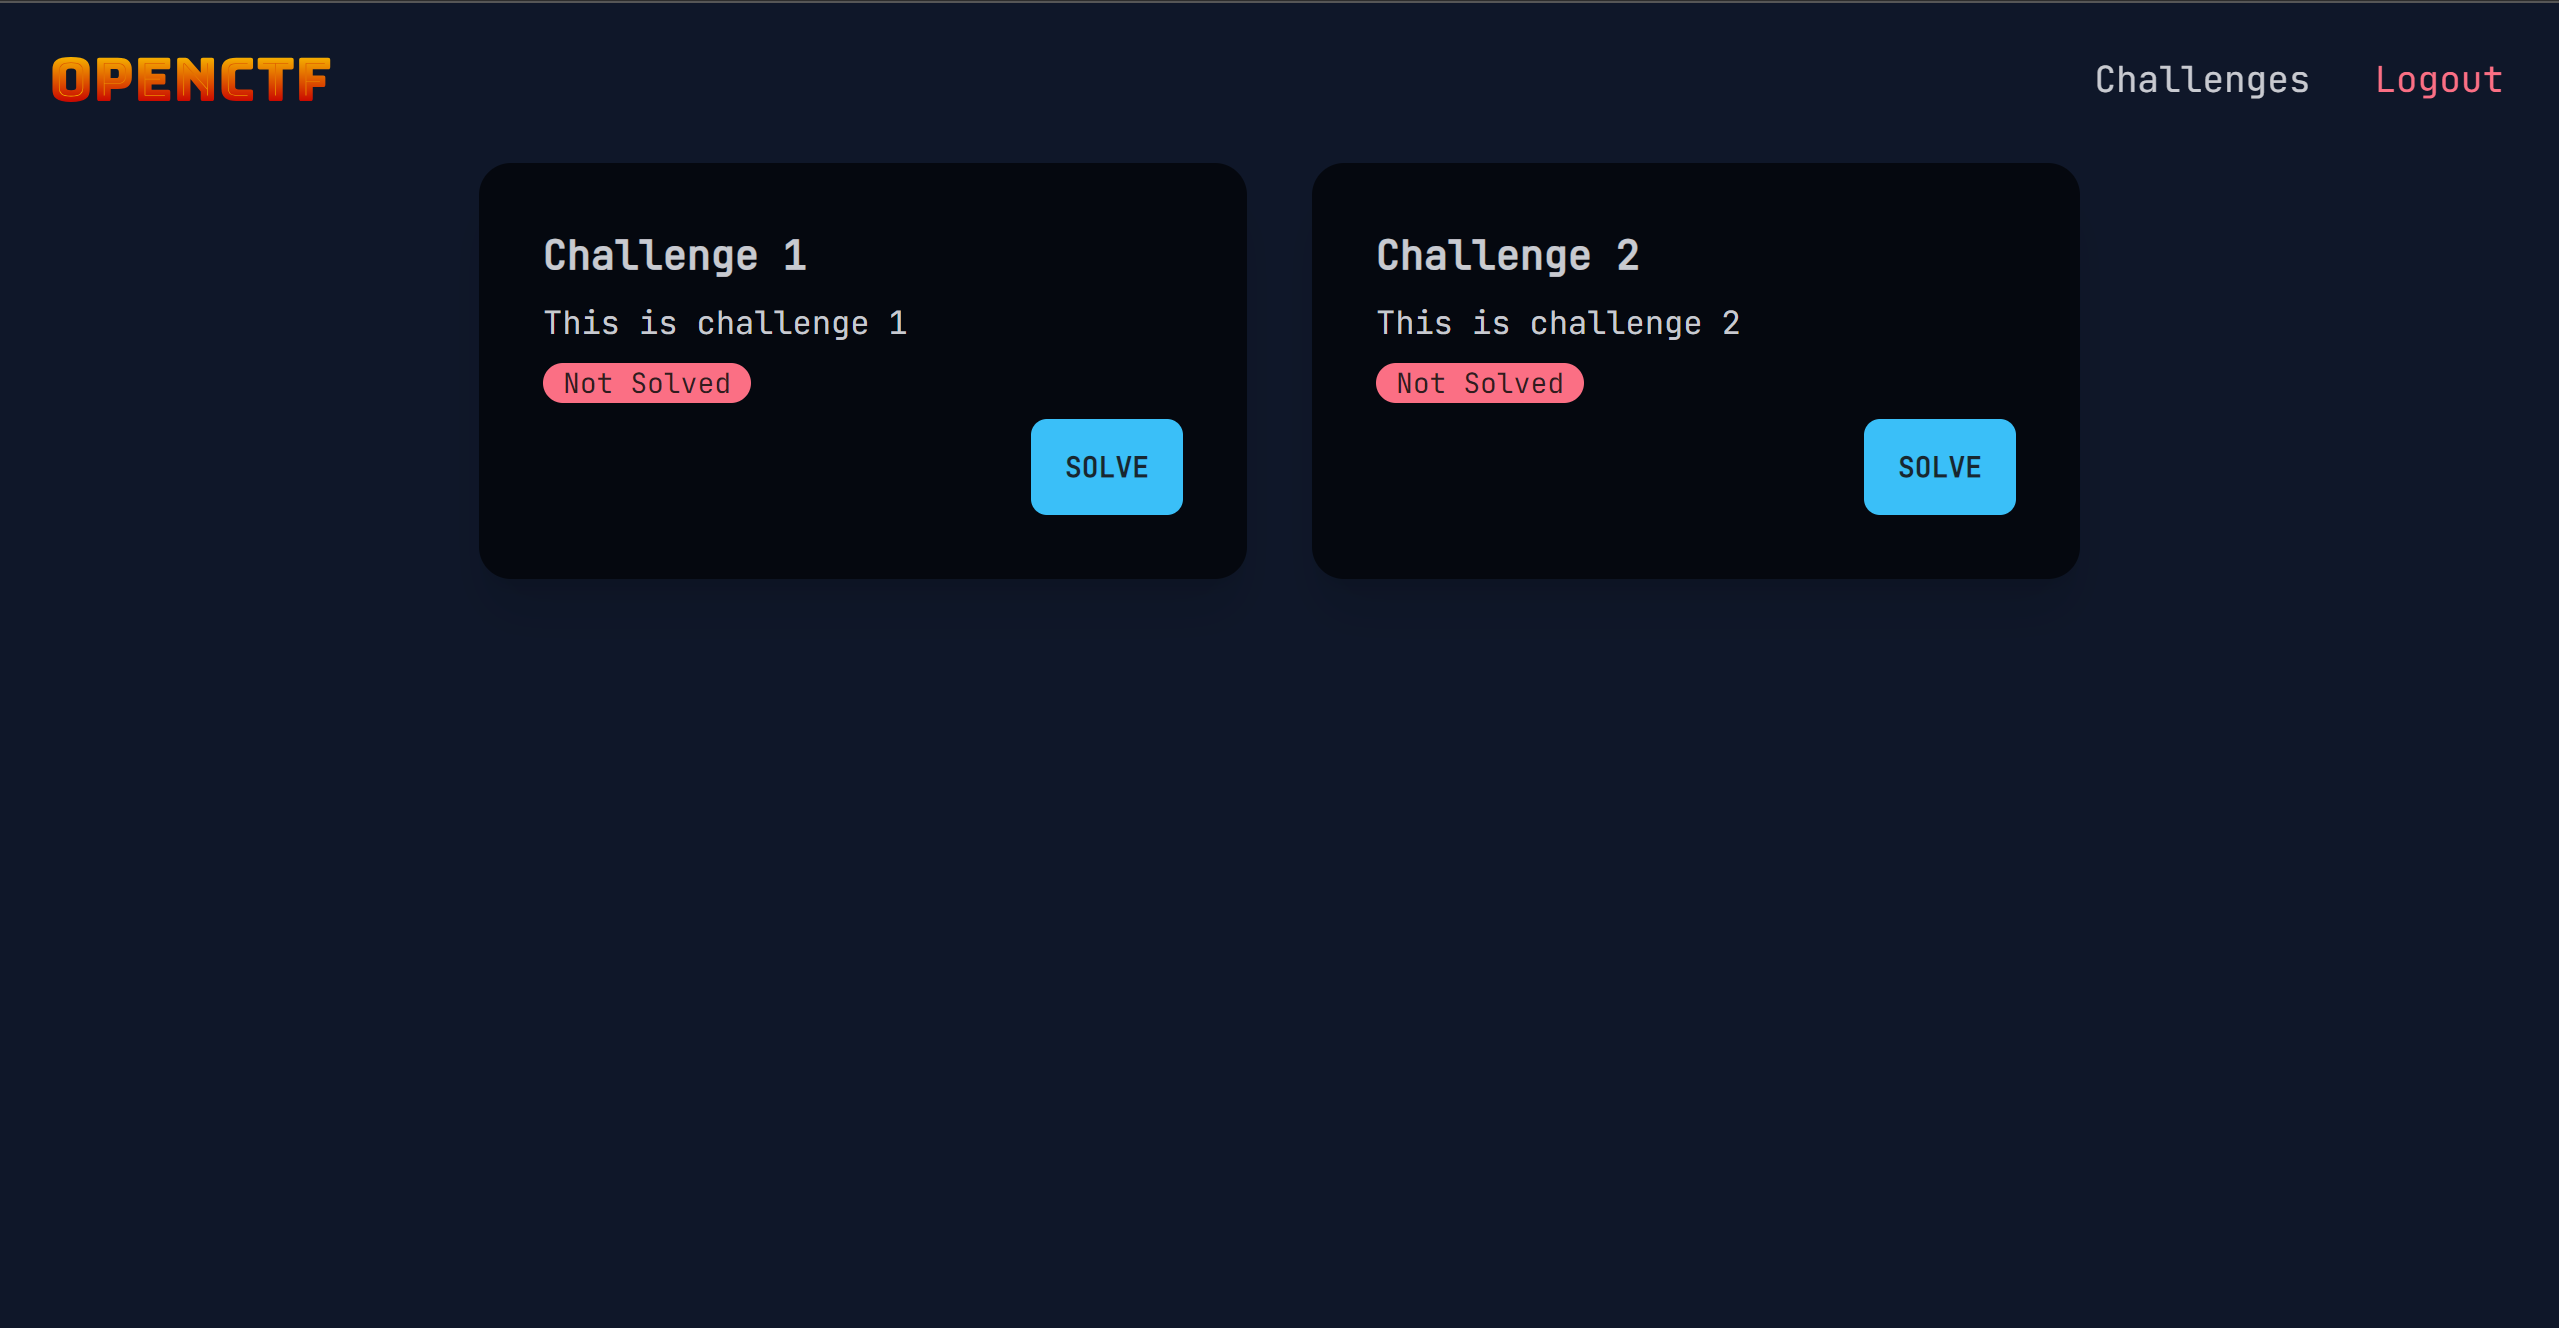 OPENCTF
Challenges Logout
Challenge 1
This is challenge 1
Not Solved
SOLVE
Challenge 2
This is challenge 2
Not Solved
SOLVE